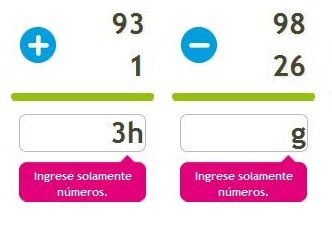 93
+ 1
3h
Ingrese solamente
números.
98
− 26
g
Ingrese solamente
números.